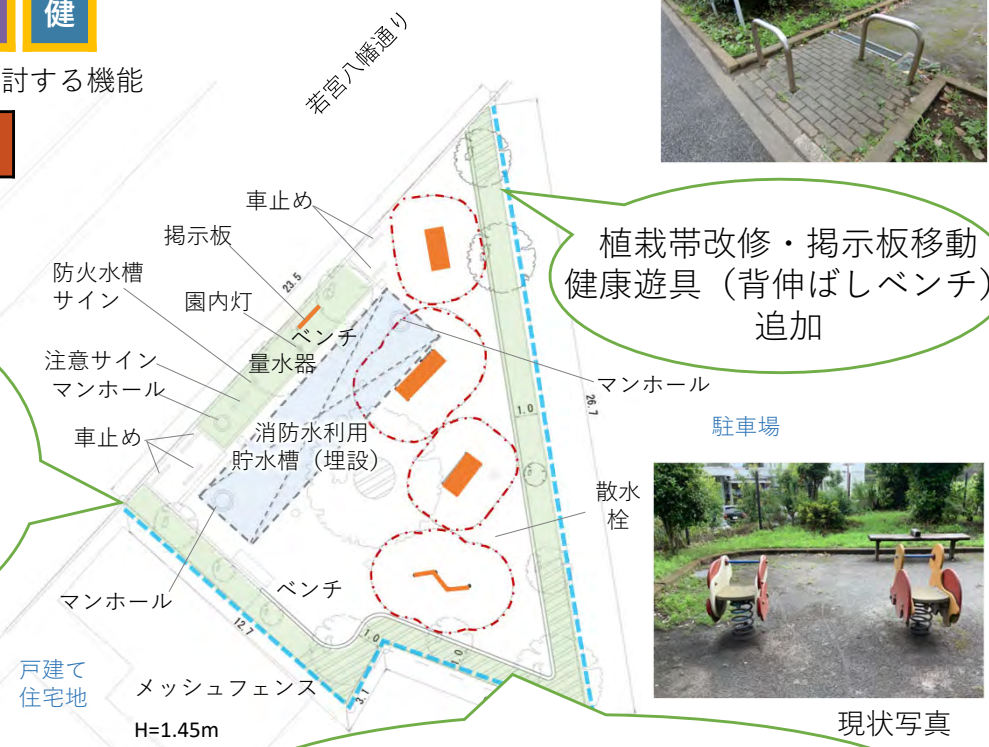 健
討する機能
若宮八幡通り
車止め
掲示板
防火水槽
サイン
23.5
園内灯
ベンチ
量水器
注意サイン
マンホール
車止め
消防水利用
貯水槽（埋設）
植栽帯改修・掲示板移動
健康遊具（背伸ばしベンチ）
追加
マンホール
1.0
26.7
駐車場
散水
栓
ベンチ
マンホール
12.7
1.0
1.0
3.1
戸建て
住宅地
メッシュフェンス
H=1.45m
現状写真